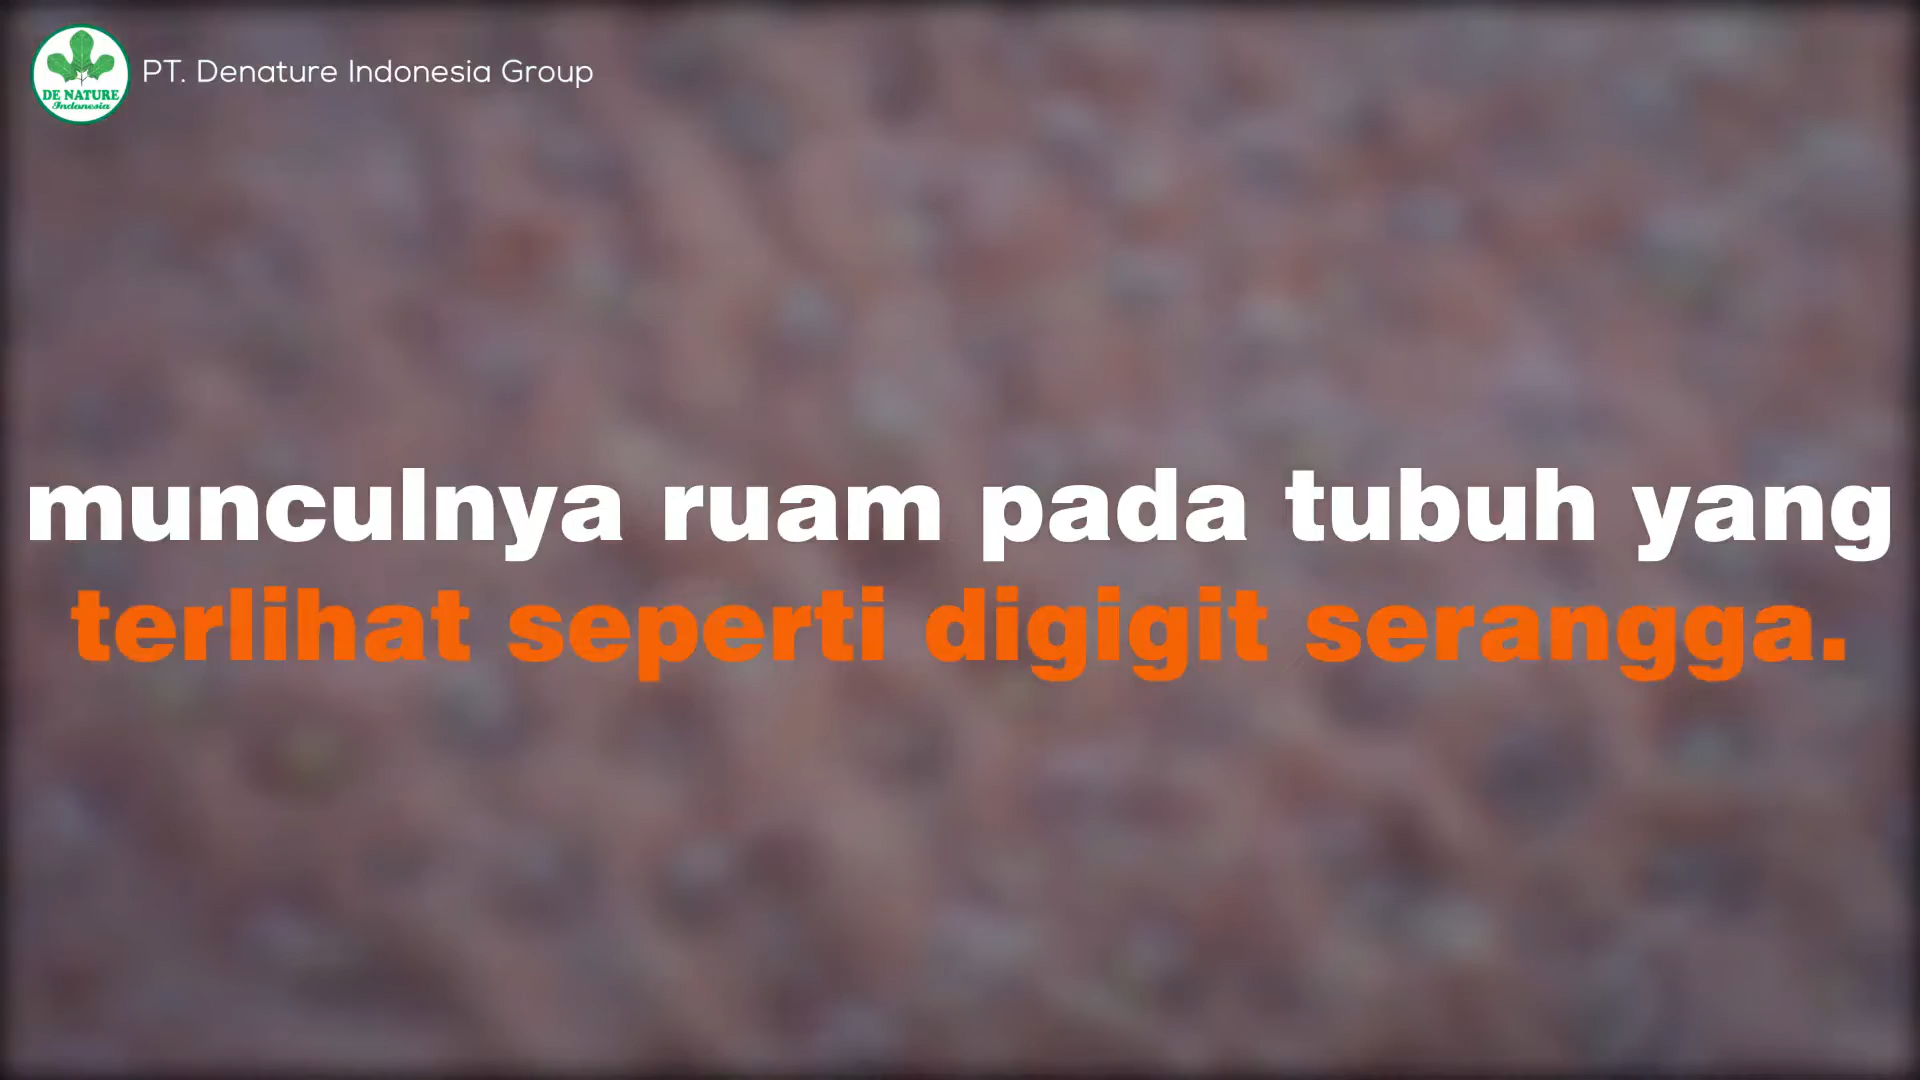 DE NATURE
Indonesia
PT. Denature Indonesia Group
munculnya ruam pada tubuh yang
terlihat seperti digigit serangga.